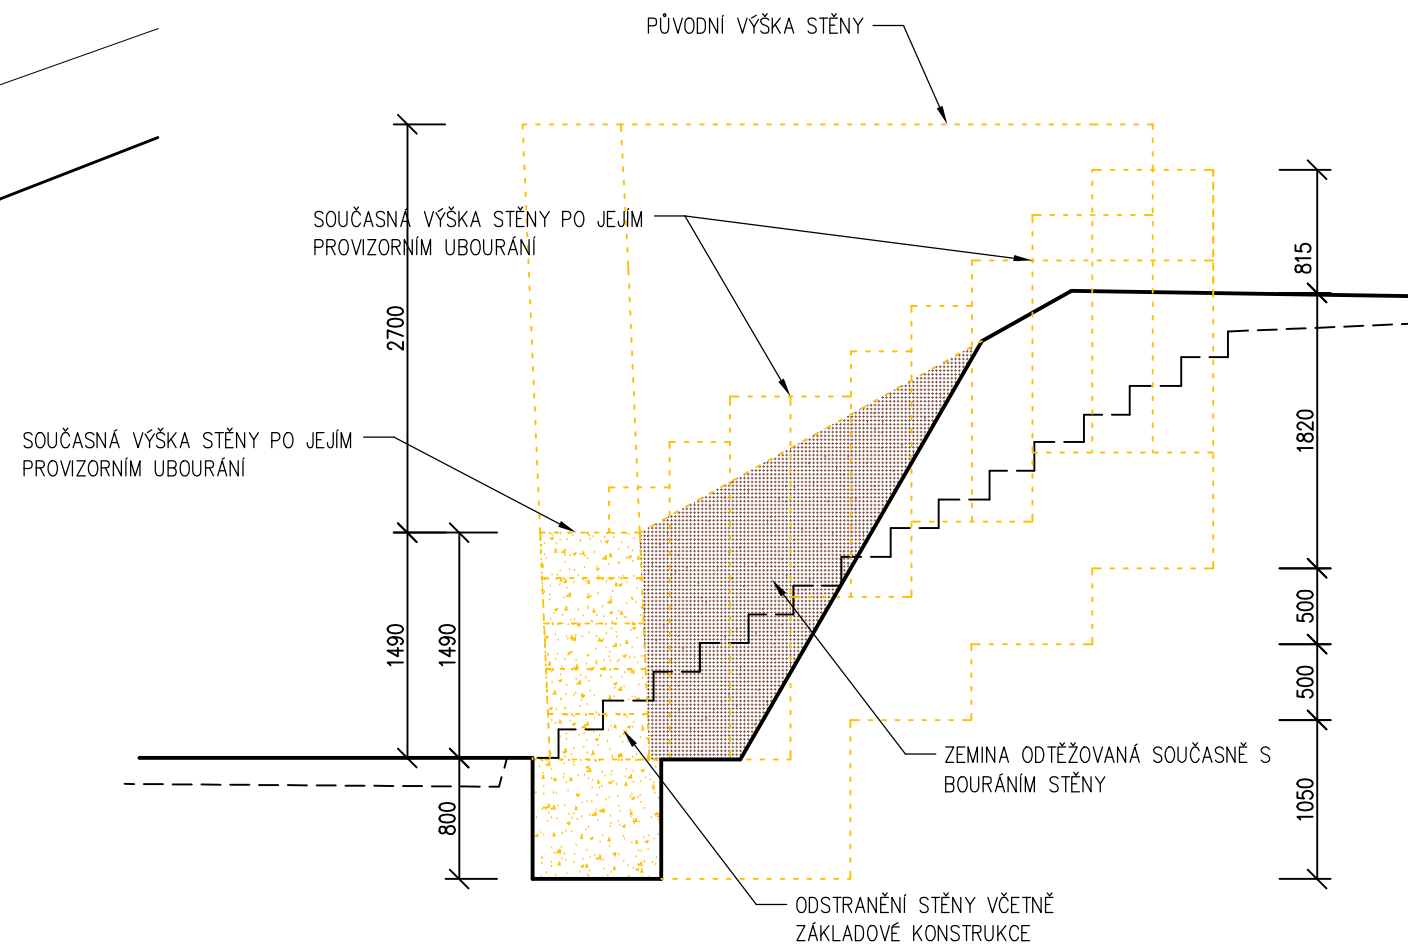 PŮVODNÍ VÝŠKA STĚNY
SOUČASNÁ VÝŠKA STĚNY PO JEJÍM
PROVIZORNÍM UBOURÁNÍ
815
2700
1820
SOUČASNÁ VÝŠKA STĚNY PO JEJÍM
PROVIZORNÍM UBOURÁNÍ
500
1490
1490
500
ZEMINA ODTĚŽOVANÁ SOUČASNĚ S
BOURÁNÍM STĚNY
800
1050
ODSTRANĚNÍ STĚNY VČETNĚ
ZÁKLADOVÉ KONSTRUKCE